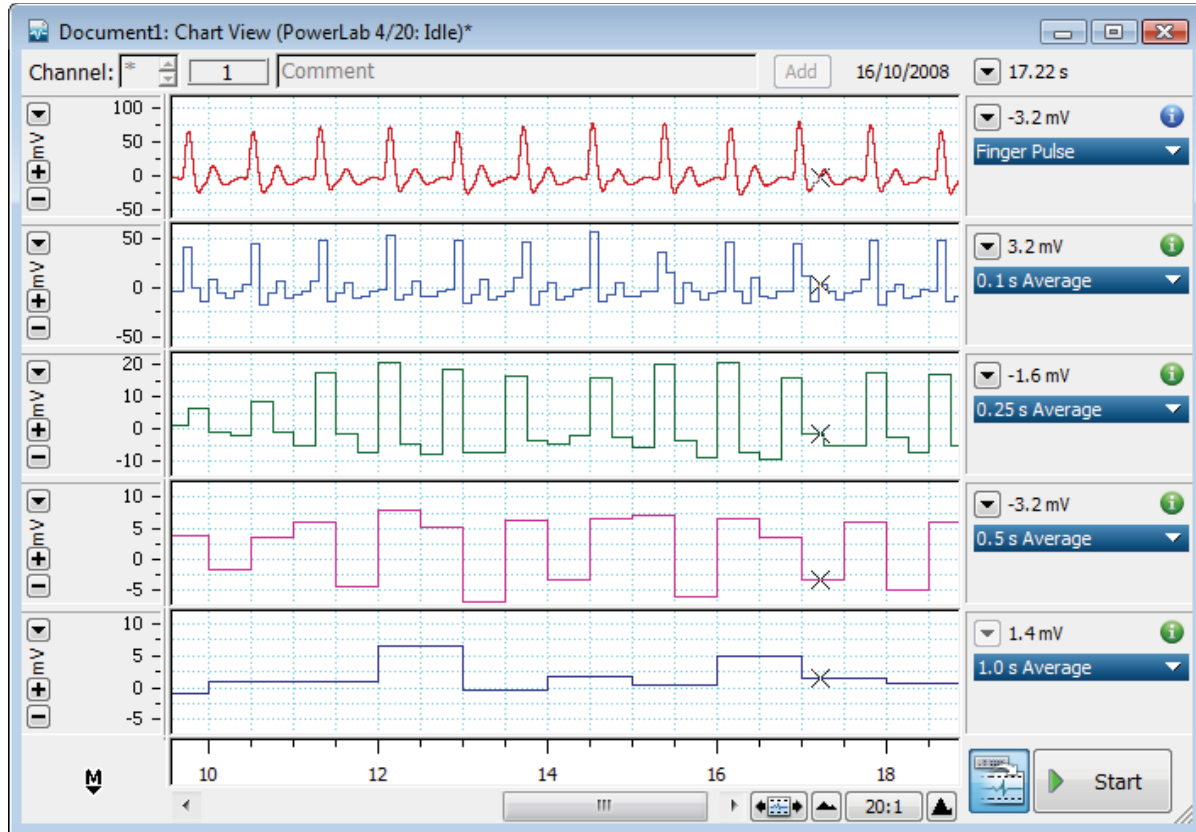 Document1: Chart View (PowerLab 4/20: Idle)*
Channel: * 1 Comment Add 16/10/2008 17.22 s
mV
100
50
0
-50
-3.2 mV
Finger Pulse
mV
50
0
-50
3.2 mV
0.1 s Average
mV
20
10
0
-10
-1.6 mV
0.25 s Average
mV
10
5
0
-5
-3.2 mV
0.5 s Average
mV
10
5
0
-5
1.4 mV
1.0 s Average
M
10 12 14 16 18
20:1
Start